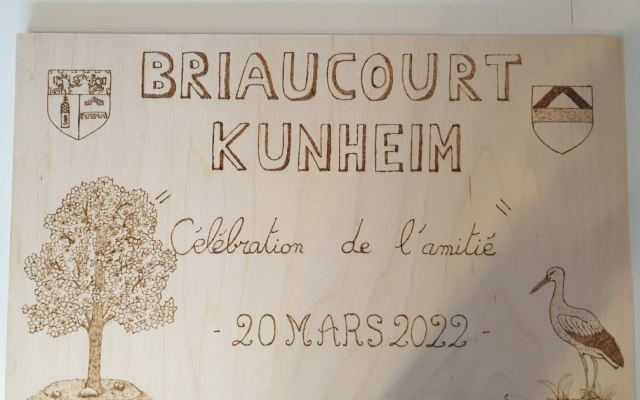 BRIAUCOURT
KUNHEIM
"Célébration de l'amitié"
- 20 MARS 2022 -